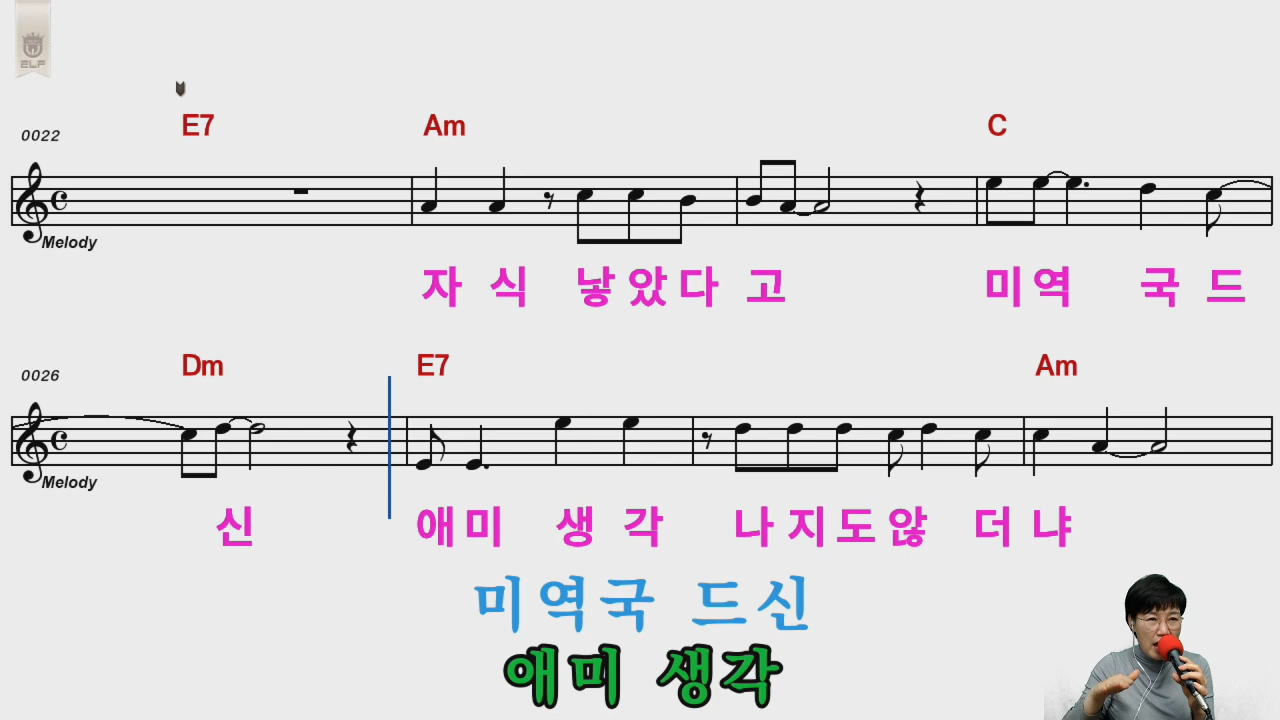 ELF
E7 Am C
0022
Melody
자 식 낳 았 다 고 미 역 국 드
Dm E7 Am
0026
Melody
신 애 미 생 각 나 지 도 않 더 냐
미역국 드신
애미 생각